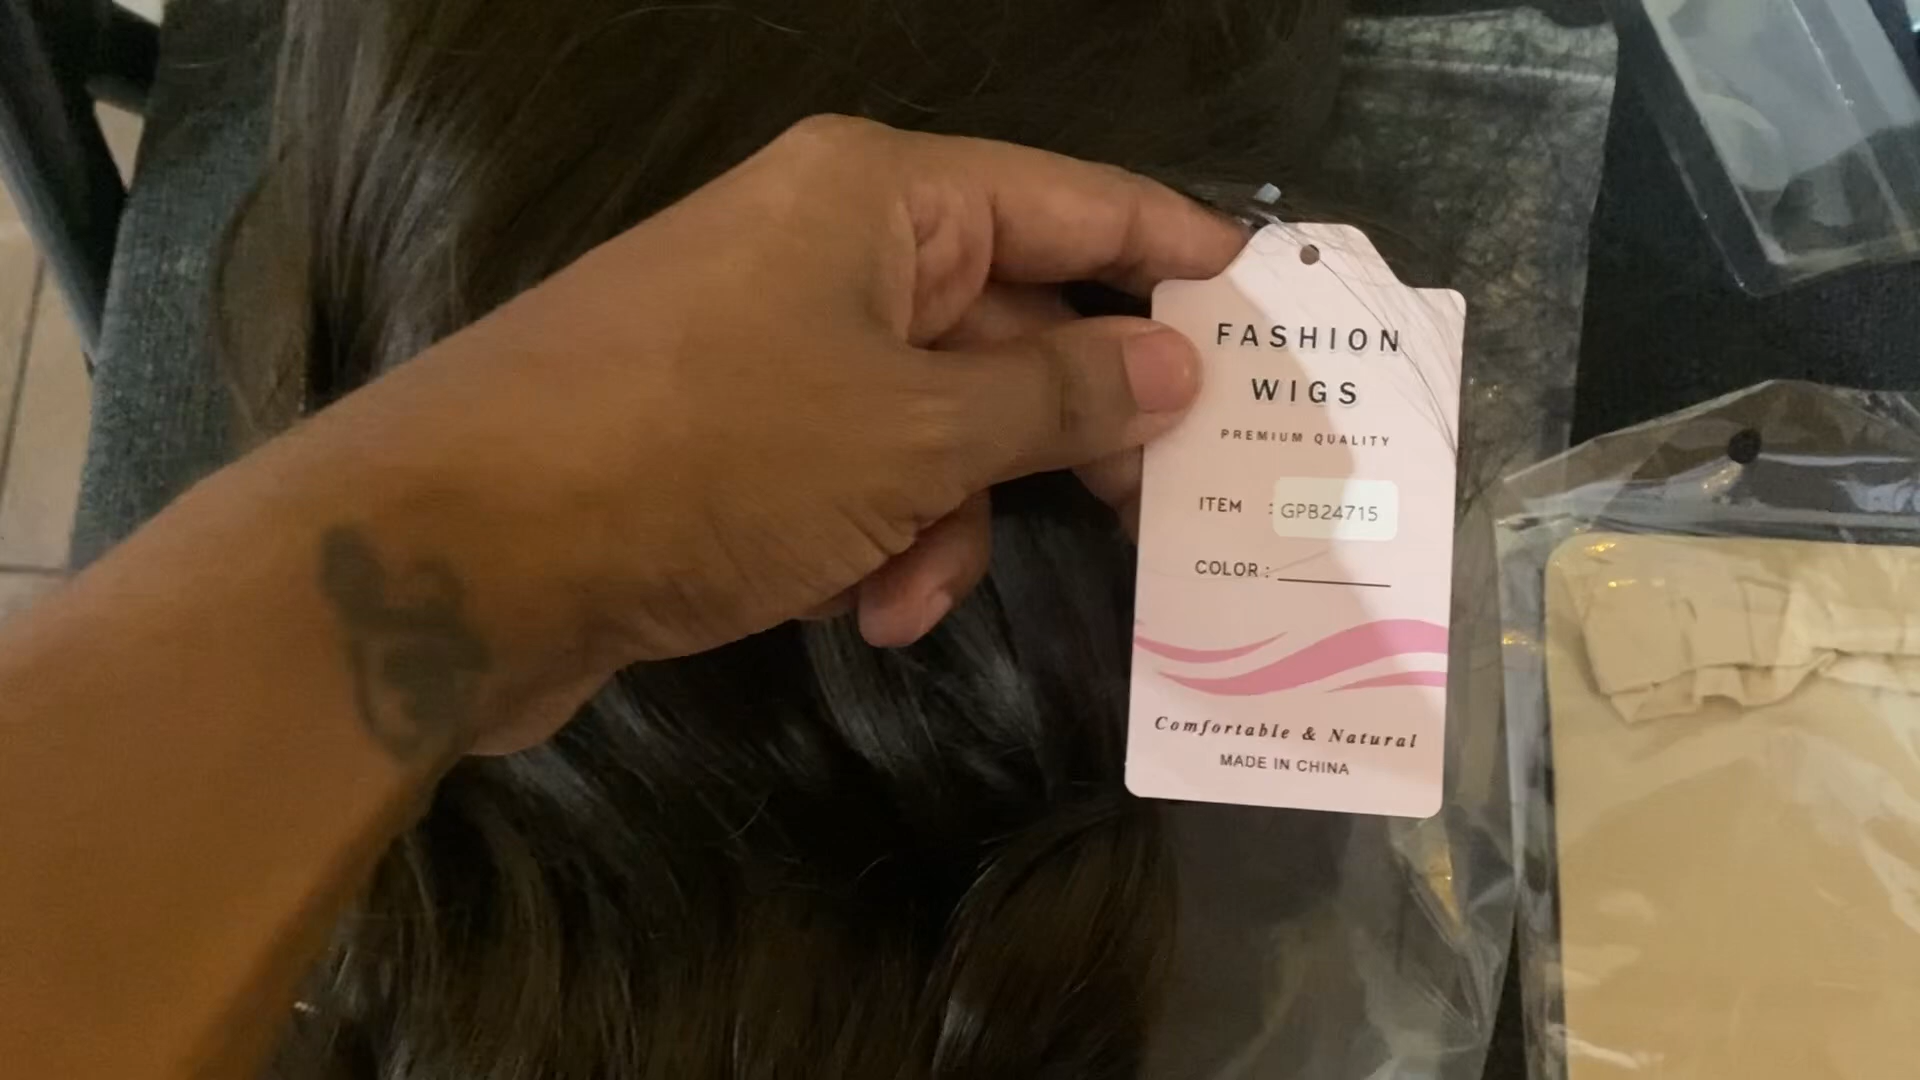 FASHION
WIGS
PREMIUM QUALITY
ITEM : GPB24715
COLOR :
Comfortable & Natural
MADE IN CHINA